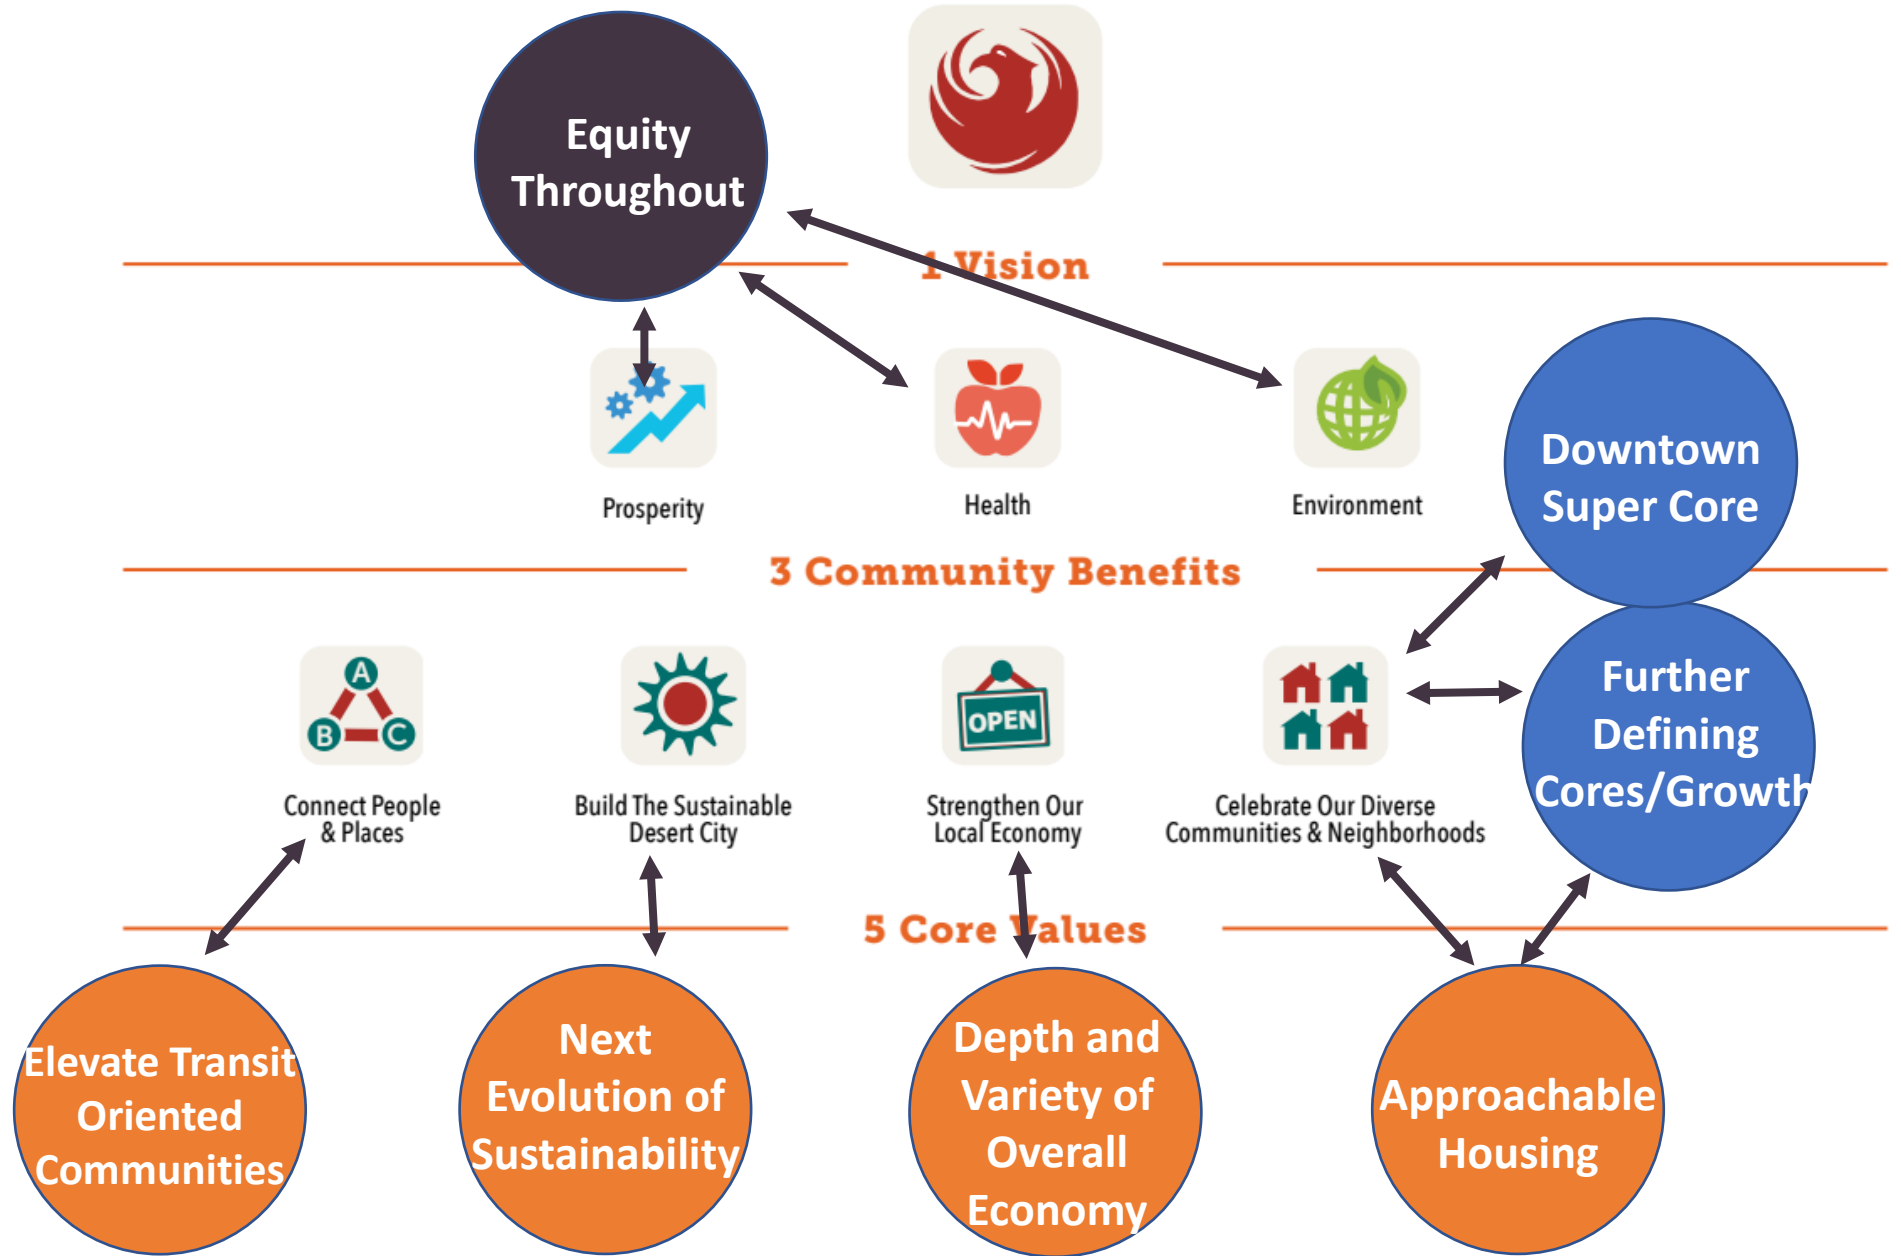 Equity
Throughout
1 Vision
Prosperity
Health
Environment
Downtown
Super Core
3 Community Benefits
A
B
C
OPEN
Further
Defining
Cores/Growth
Connect People
& Places
Build The Sustainable
Desert City
Strengthen Our
Local Economy
Celebrate Our Diverse
Communities & Neighborhoods
5 Core Values
Elevate Transit
Oriented
Communities
Next
Evolution of
Sustainability
Depth and
Variety of
Overall
Economy
Approachable
Housing